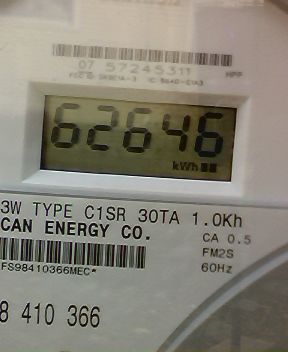 07 57245311 MPP
62646
kWh
3W TYPE C1SR 30TA 1.0Kh
CAN ENERGY CO. CA 0.5
FM2S
FS98410366MEC* 60Hz
8 410 366